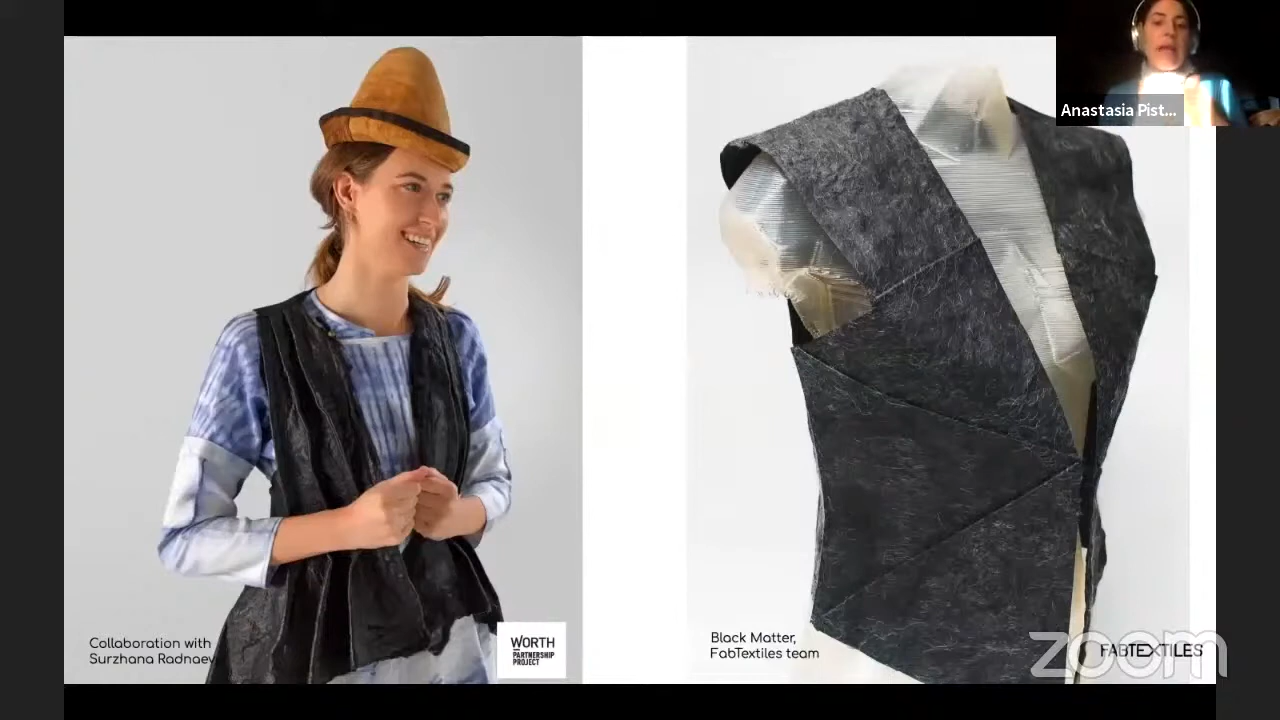 Anastasia Pist...
Collaboration with
Surzhana Radnaev
WORTH
PARTNERSHIP
PROJECT
Black Matter,
FabTextiles team
FABTEXTILES
zoom